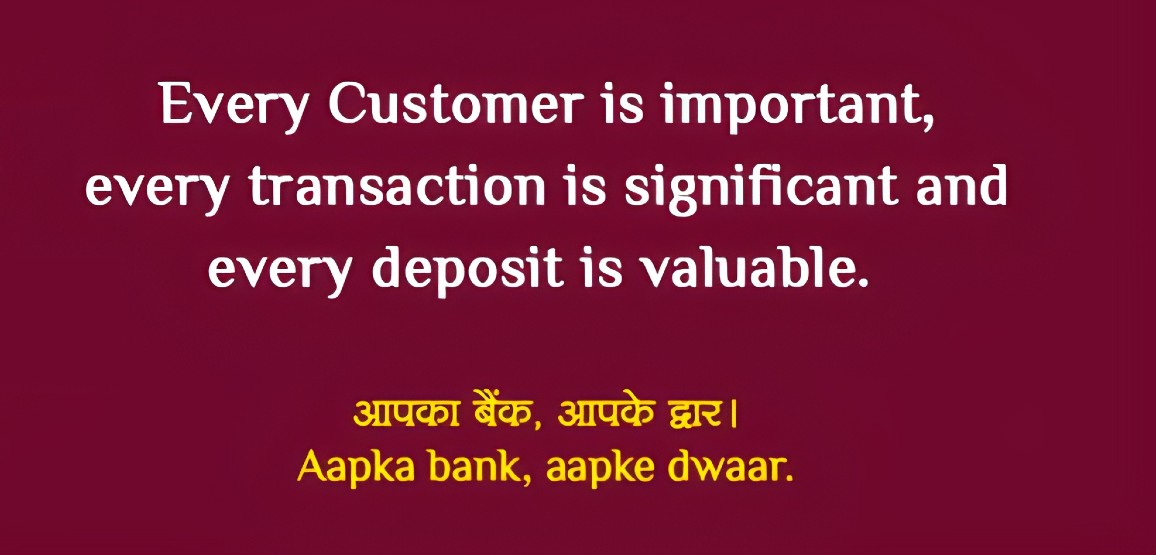 Every Customer is important,
every transaction is significant and
every deposit is valuable.
आपका बैंक, आपके द्वार।
Aapka bank, aapke dwaar.